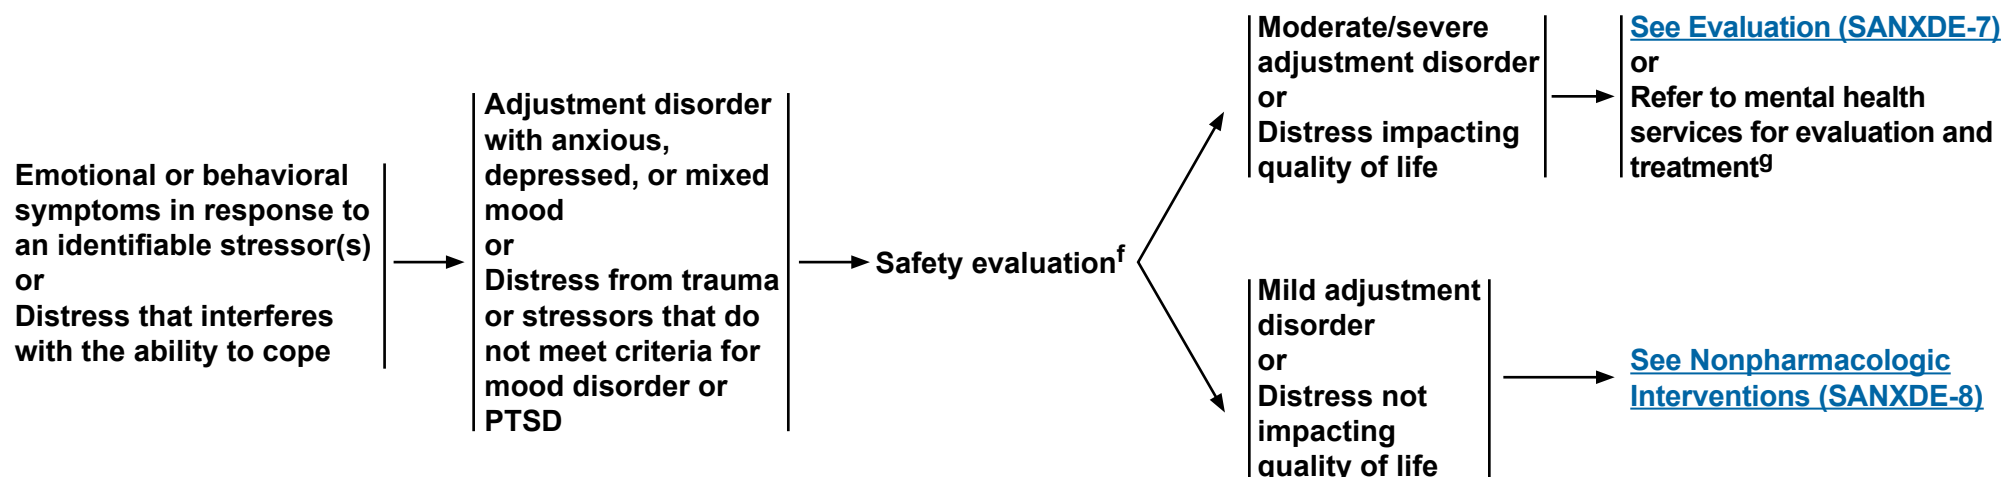 Emotional or behavioral
symptoms in response to
an identifiable stressor(s)
or
Distress that interferes
with the ability to cope
Adjustment disorder
with anxious,
depressed, or mixed
mood
or
Distress from trauma
or stressors that do
not meet criteria for
mood disorder or
PTSD
Safety evaluationf
Moderate/severe
adjustment disorder
or
Distress impacting
quality of life
See Evaluation (SANXDE-7)
or
Refer to mental health
services for evaluation and
treatmentg
Mild adjustment
disorder
or
Distress not
impacting
quality of life
See Nonpharmacologic
Interventions (SANXDE-8)